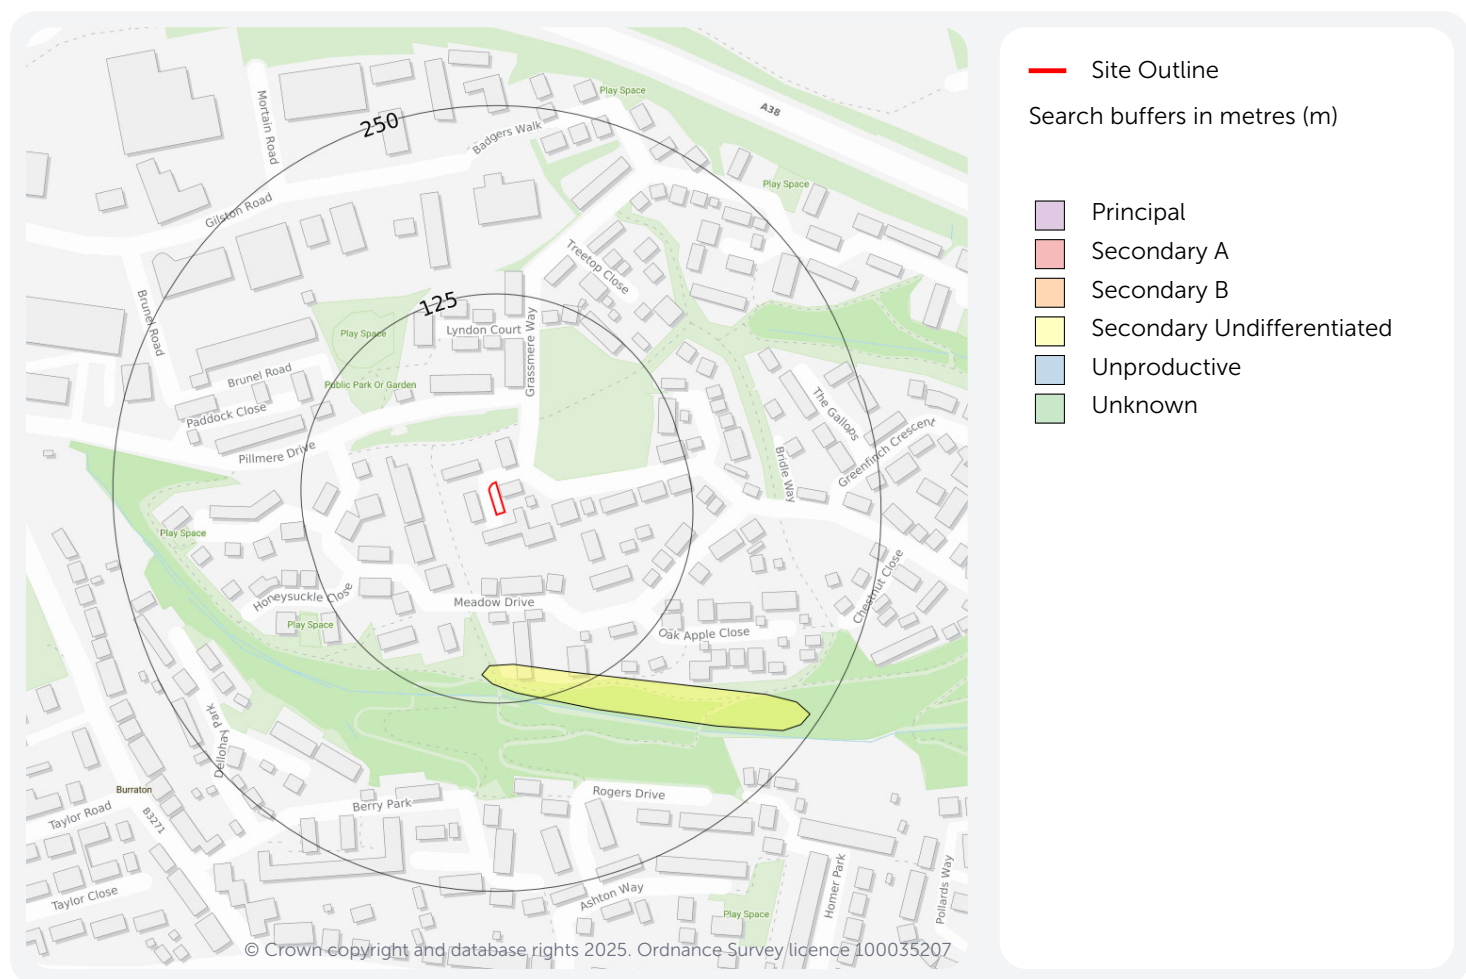 Play Space
A38
Mortain Road
250
Badgers Walk
Play Space
Gilston Road
Treetop Close
Brunel Road
125
Lyndon Court
Grassmere Way
Play Space
Brunel Road
Public Park Or Garden
Paddock Close
The Gallops
Pillmere Drive
Greenfinch Crescent
Bridle Way
Play Space
Honeysuckle Close
Meadow Drive
Chestnut Close
Play Space
Oak Apple Close
Dellohay Park
Burraton
Rogers Drive
Berry Park
Taylor Road
B3271
Taylor Close
Ashton Way
Homer Park
Pollards Way
Play Space
© Crown copyright and database rights 2025. Ordnance Survey licence 100035207
Site Outline
Search buffers in metres (m)
Principal
Secondary A
Secondary B
Secondary Undifferentiated
Unproductive
Unknown